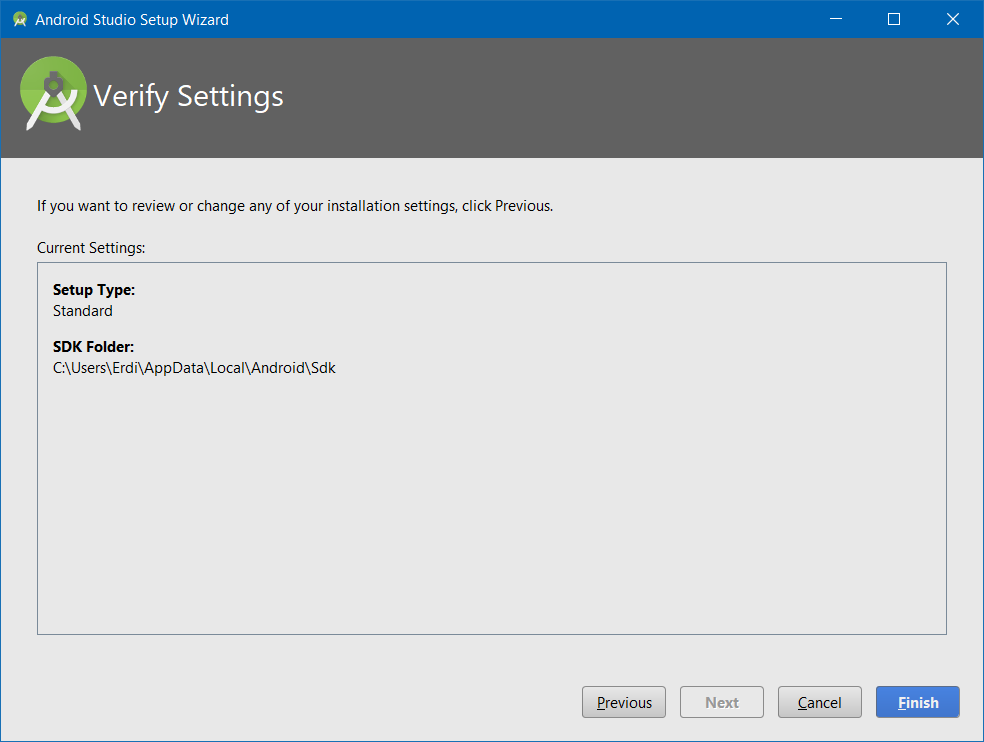 Android Studio Setup Wizard
Verify Settings
If you want to review or change any of your installation settings, click Previous.
Current Settings:
Setup Type:
Standard
SDK Folder:
C:\Users\Erdi\AppData\Local\Android\Sdk
Previous Next Cancel Finish